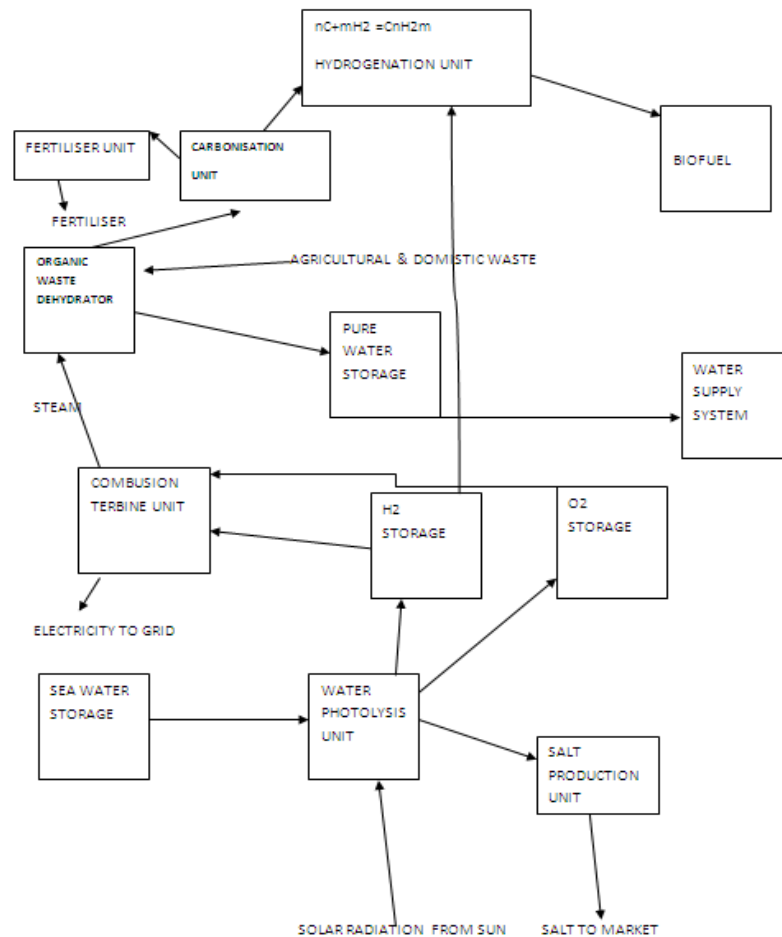 nC+mH2 =CnH2m
HYDROGENATION UNIT
FERTILISER UNIT
CARBONISATION
UNIT
BIOFUEL
FERTILISER
ORGANIC
WASTE
DEHYDRATOR
AGRICULTURAL & DOMISTIC WASTE
PURE
WATER
STORAGE
WATER
SUPPLY
SYSTEM
STEAM
COMBUSION
TERBINE UNIT
H2
STORAGE
O2
STORAGE
ELECTRICITY TO GRID
SEA WATER
STORAGE
WATER
PHOTOLYSIS
UNIT
SALT
PRODUCTION
UNIT
SOLAR RADIATION FROM SUN
SALT TO MARKET